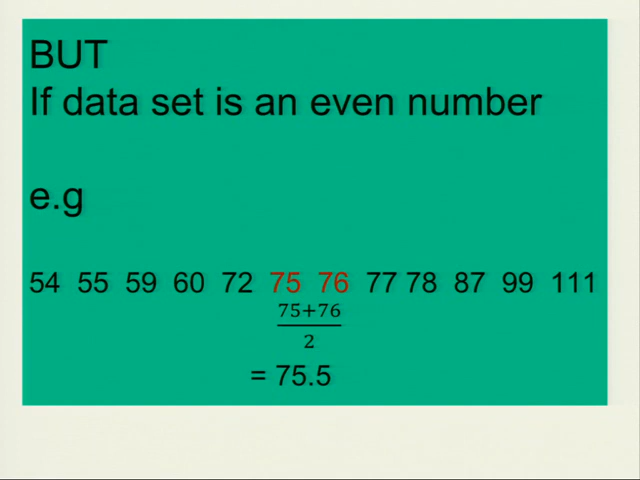 BUT
If data set is an even number
e.g
54 55 59 60 72 75 76 77 78 87 99 111
75+76
2
= 75.5